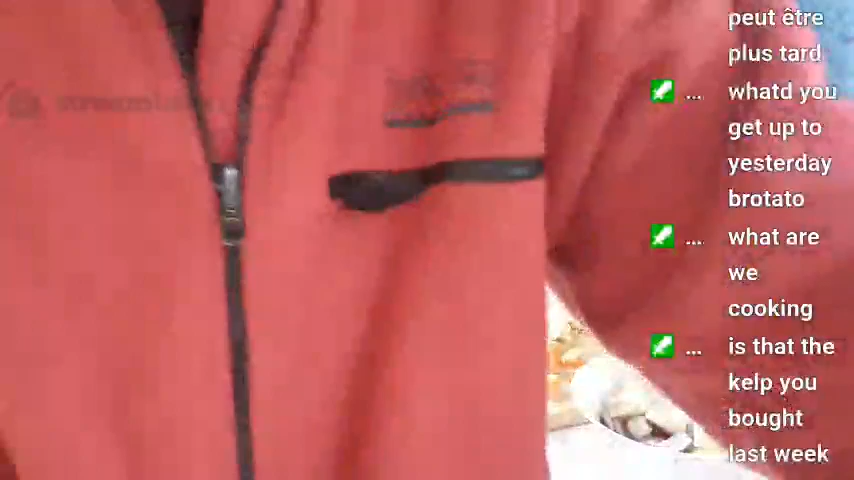 peut être
plus tard
... whatd you
get up to
yesterday
brotato
... what are
we
cooking
... is that the
kelp you
bought
last week